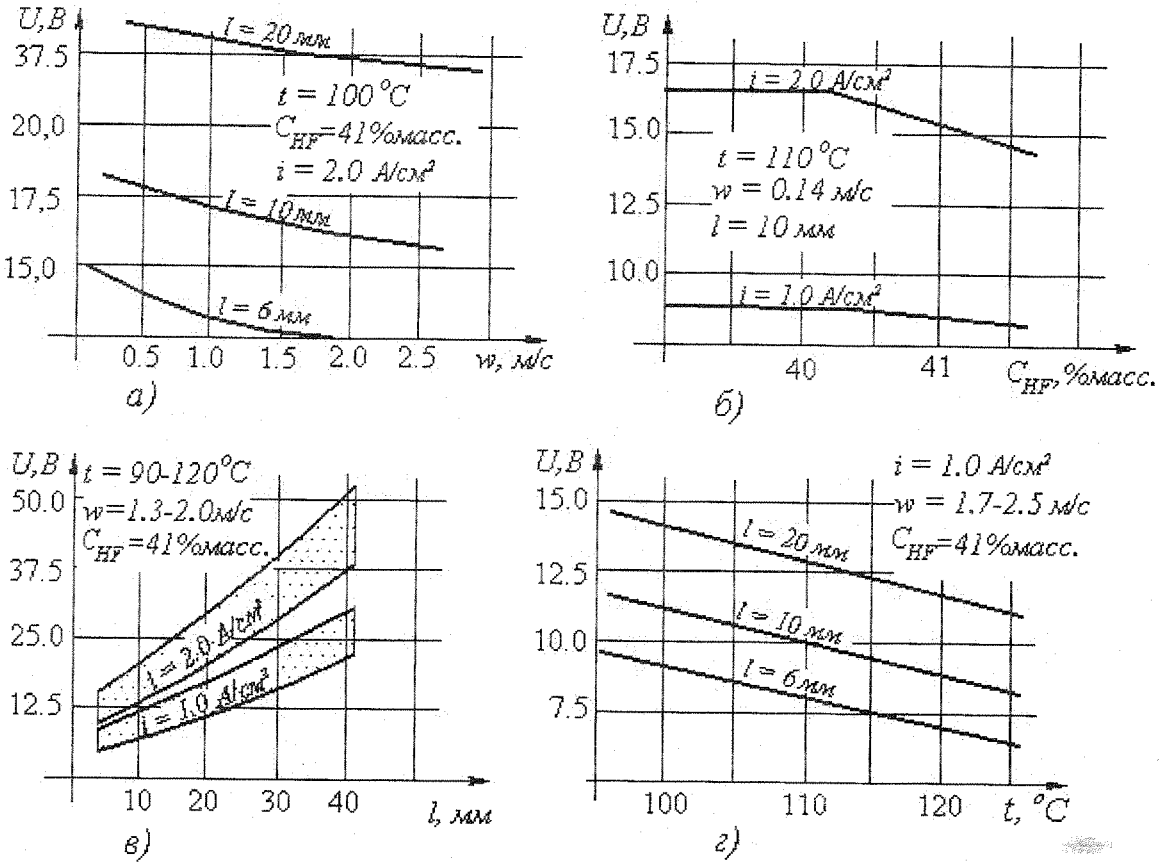 U,В
37.5
20,0
17,5
15,0
l = 20 мм
t = 100 °C
C_HF=41%масс.
i = 2.0 А/см²
l = 10 мм
l = 6 мм
0.5 1.0 1.5 2.0 2.5 w, м/с
а)
U,В
17.5
15.0
12.5
10.0
i = 2.0 А/см²
t = 110 °C
w = 0.14 м/с
l = 10 мм
i = 1.0 А/см²
40 41 C_HF, %масс.
б)
U,В
50.0
37.5
25.0
12.5
t = 90-120°C
w=1.3-2.0м/с
C_HF=41%масс.
i = 2.0 А/см²
i = 1.0 А/см²
10 20 30 40 l, мм
в)
U,В
15.0
12.5
10.0
7.5
i = 1.0 А/см²
w = 1.7-2.5 м/с
C_HF=41%масс.
l = 20 мм
l = 10 мм
l = 6 мм
100 110 120 t, °C
г)